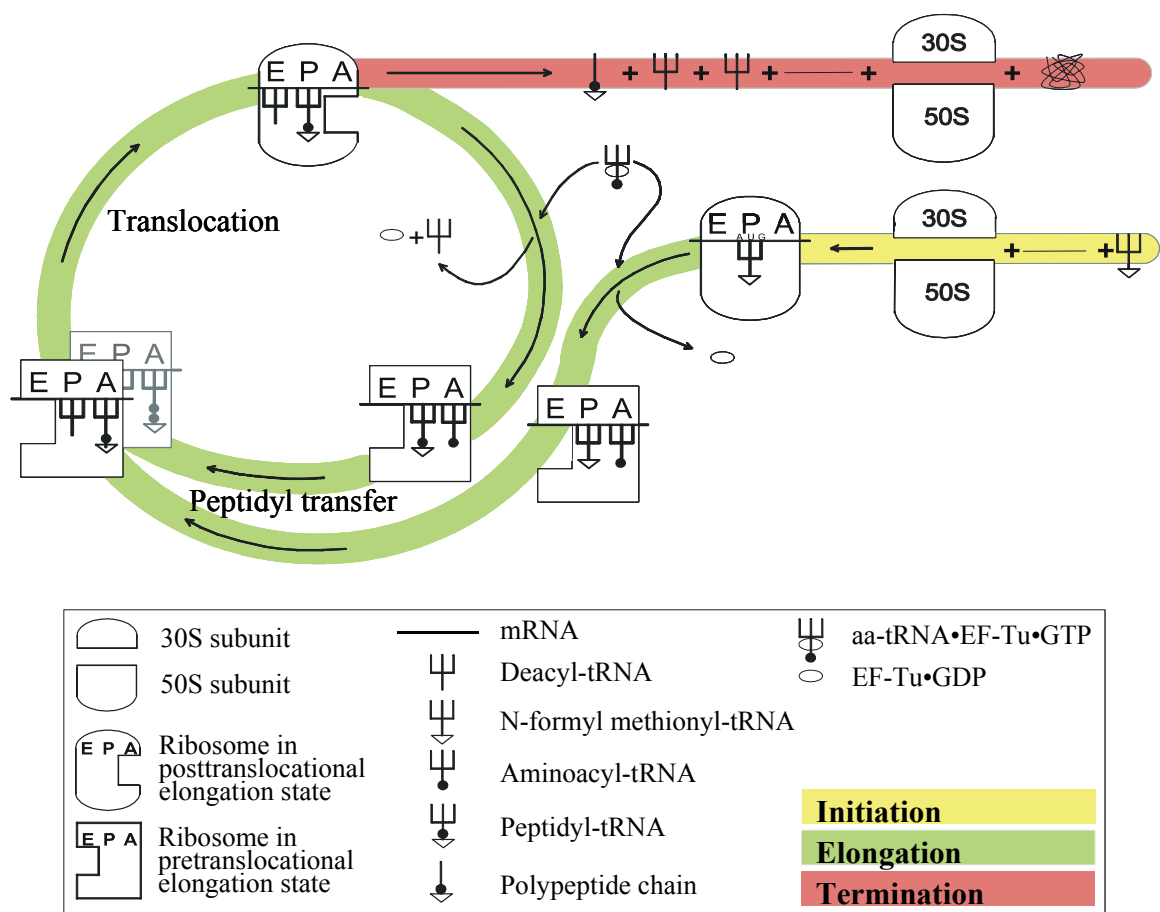 E P A
+ + + + +
30S
50S
Translocation
+
E P A
A U G
30S
50S
+ +
E P A
E P A
E P A
E P A
Peptidyl transfer
30S subunit
50S subunit
E P A
Ribosome in
posttranslocational
elongation state
E P A
Ribosome in
pretranslocational
elongation state
mRNA
Deacyl-tRNA
N-formyl methionyl-tRNA
Aminoacyl-tRNA
Peptidyl-tRNA
Polypeptide chain
aa-tRNA•EF-Tu•GTP
EF-Tu•GDP
Initiation
Elongation
Termination